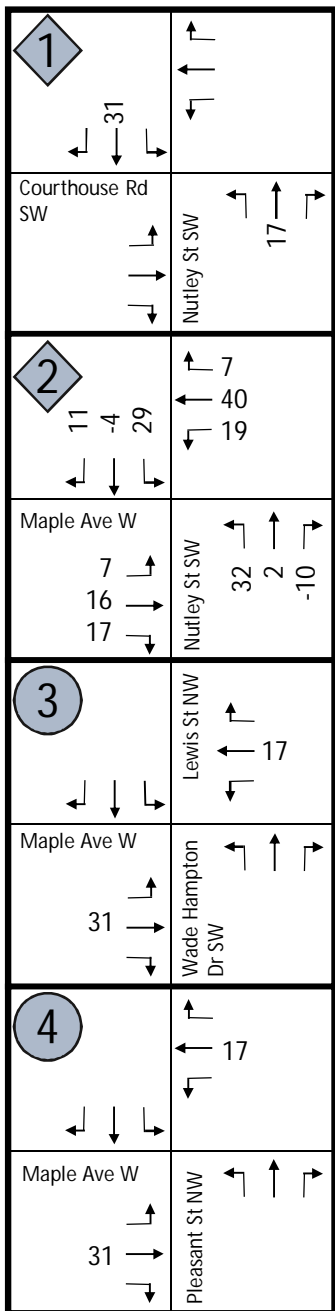 1
31
Courthouse Rd
SW
Nutley St SW
17
2
11
-4
29
7
40
19
Maple Ave W
7
16
17
Nutley St SW
32
2
-10
3
Lewis St NW
17
Maple Ave W
31
Wade Hampton
Dr SW
4
17
Maple Ave W
31
Pleasant St NW